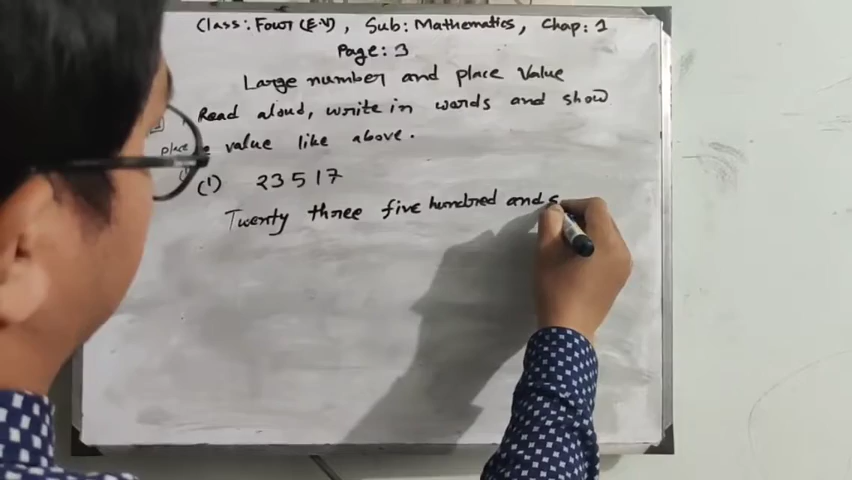 Class: Four (E.V), Sub: Mathematics, Chap: 1
Page: 3
Large number and place value
Read aloud, write in words and show
place value like above.
(1) 23517
Twenty three five hundred and s